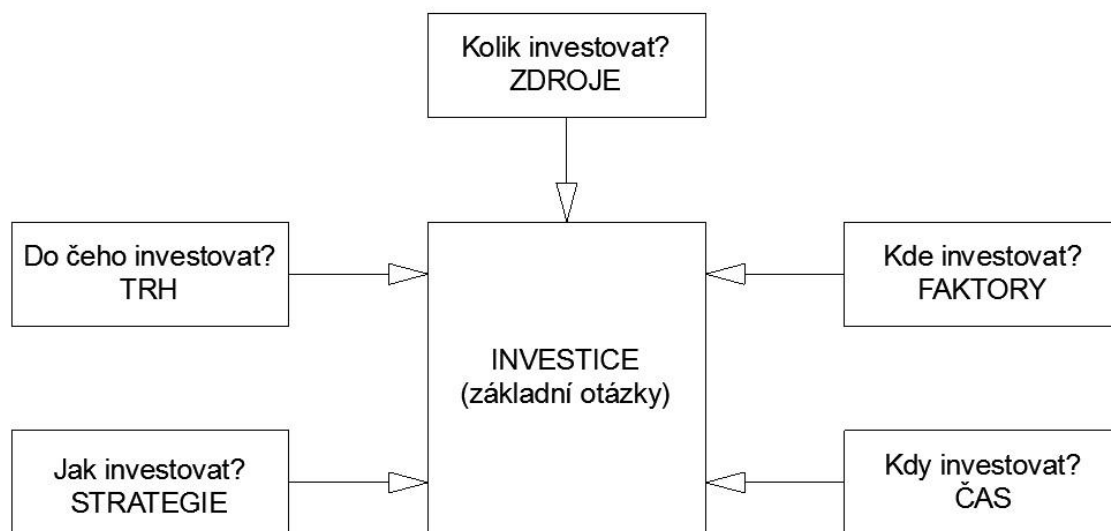 Kolik investovat?
ZDROJE
Do čeho investovat?
TRH
Kde investovat?
FAKTORY
INVESTICE
(základní otázky)
Jak investovat?
STRATEGIE
Kdy investovat?
ČAS